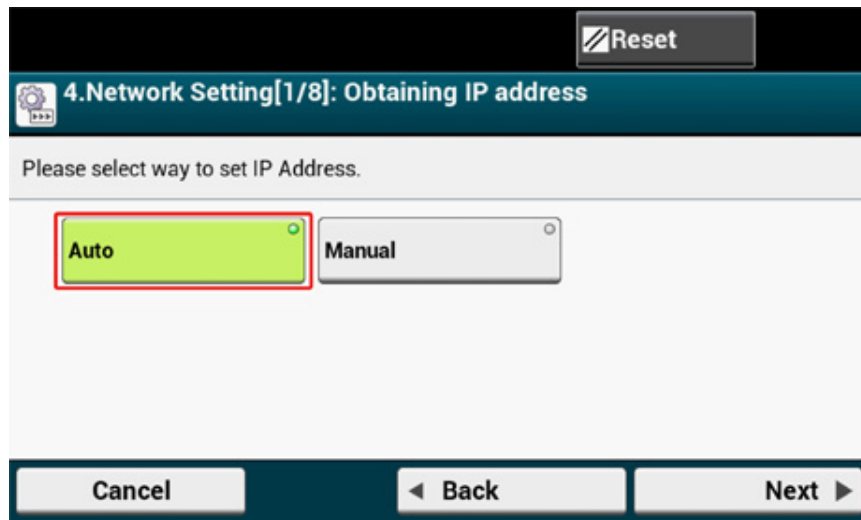 Reset
4.Network Setting[1/8]: Obtaining IP address
Please select way to set IP Address.
Auto
Manual
Cancel
Back
Next